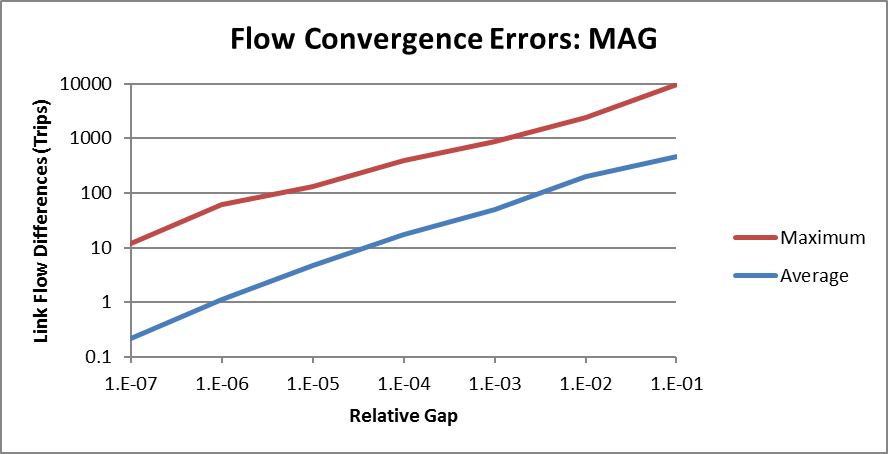 Flow Convergence Errors: MAG
Link Flow Differences (Trips)
10000
1000
100
10
1
0.1
1.E-07 1.E-06 1.E-05 1.E-04 1.E-03 1.E-02 1.E-01
Relative Gap
Maximum
Average